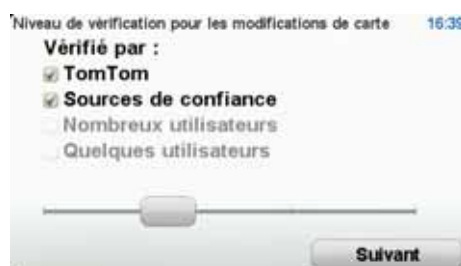 Niveau de vérification pour les modifications de carte 16:39
Vérifié par :
TomTom
Sources de confiance
Nombreux utilisateurs
Quelques utilisateurs
Suivant